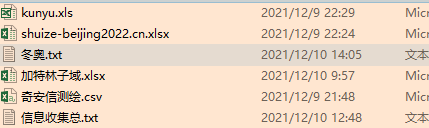 kunyu.xls 2021/12/9 22:29 Micr
shuize-beijing2022.cn.xlsx 2021/12/9 22:24 Micr
冬奥.txt 2021/12/10 14:05 文本
加特林子域.xlsx 2021/12/10 9:57 Micr
奇安信测绘.csv 2021/12/9 21:48 Micr
信息收集总.txt 2021/12/10 12:48 文本